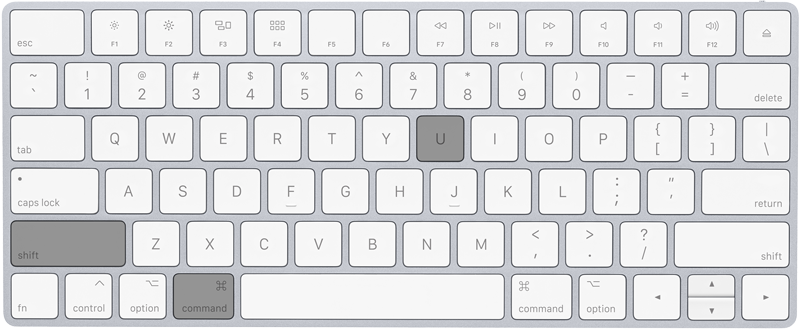 esc F1 F2 F3 F4 F5 F6 F7 F8 F9 F10 F11 F12
~ ! @ # $ % ^ & * ( ) — +
` 1 2 3 4 5 6 7 8 9 0 - = delete
tab Q W E R T Y U I O P { [ } ] | \
caps lock A S D F G H J K L : ; " ' return
shift Z X C V B N M < , > . ? / shift
fn control option ⌘ command ⌘ command option